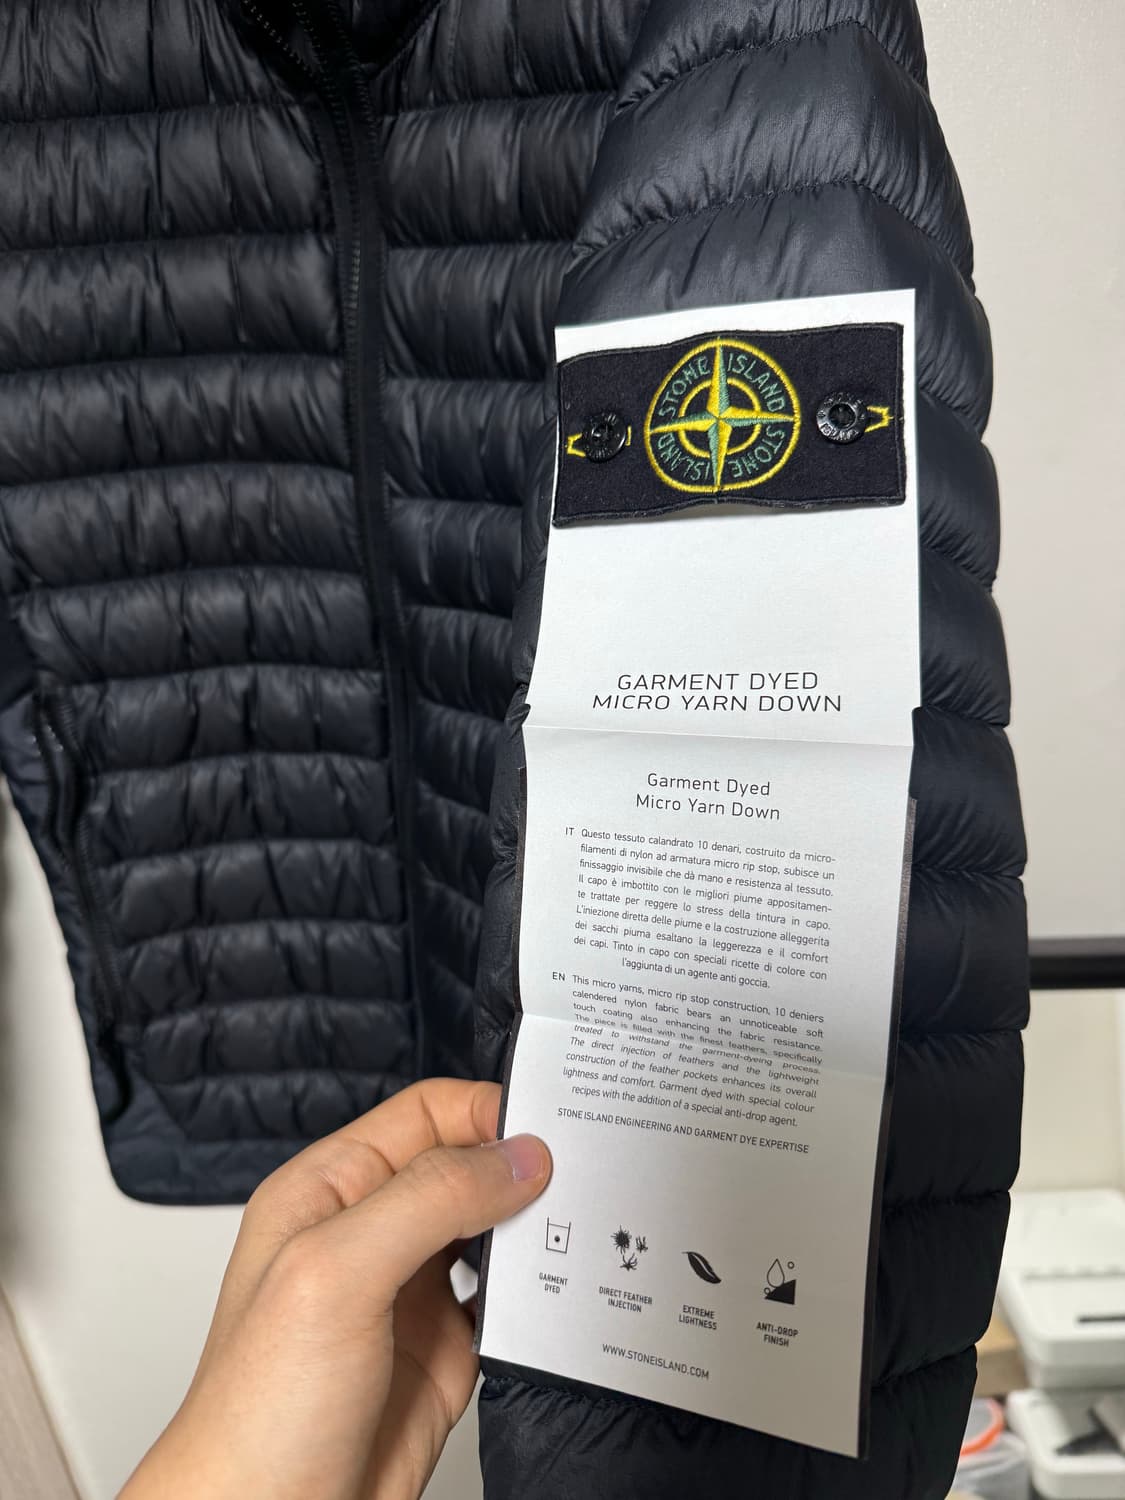 STONE ISLAND STONE ISLAND
GARMENT DYED
MICRO YARN DOWN
Garment Dyed
Micro Yarn Down
IT Questo tessuto calandrato 10 denari, costruito da micro-
filamenti di nylon ad armatura micro rip stop, subisce un
finissaggio invisibile che dà mano e resistenza al tessuto.
Il capo è imbottito con le migliori piume appositamen-
te trattate per reggere lo stress della tintura in capo.
L'iniezione diretta delle piume e la costruzione alleggerita
dei sacchi piuma esaltano la leggerezza e il comfort
dei capi. Tinto in capo con speciali ricette di colore con
l'aggiunta di un agente anti goccia.
EN This micro yarns, micro rip stop construction, 10 deniers
calendered nylon fabric bears an unnoticeable soft
touch coating also enhancing the fabric resistance.
The piece is filled with the finest feathers, specifically
treated to withstand the garment-dyeing process.
The direct injection of feathers and the lightweight
construction of the feather pockets enhances its overall
lightness and comfort. Garment dyed with special colour
recipes with the addition of a special anti-drop agent.
STONE ISLAND ENGINEERING AND GARMENT DYE EXPERTISE
GARMENT
DYED
DIRECT FEATHER
INJECTION
EXTREME
LIGHTNESS
ANTI-DROP
FINISH
WWW.STONEISLAND.COM